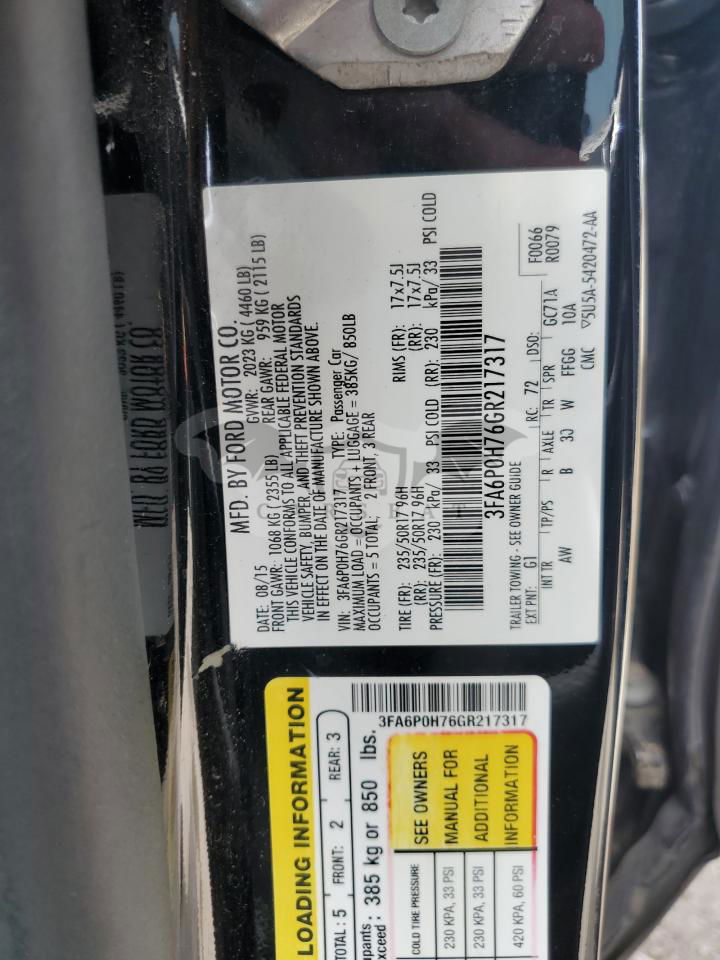 MFD. BY FORD MOTOR CO.
DATE: 08/15 GVWR: 2023 KG ( 4460 LB)
FRONT GAWR: 1068 KG ( 2355 LB) REAR GAWR: 959 KG ( 2115 LB)
THIS VEHICLE CONFORMS TO ALL APPLICABLE FEDERAL MOTOR
VEHICLE SAFETY, BUMPER, AND THEFT PREVENTION STANDARDS
IN EFFECT ON THE DATE OF MANUFACTURE SHOWN ABOVE.
VIN: 3FA6P0H76GR217317 TYPE: Passenger Car
MAXIMUM LOAD = OCCUPANTS + LUGGAGE = 385KG/ 850LB
OCCUPANTS = 5 TOTAL; 2 FRONT, 3 REAR
TIRE (FR): 235/50R17 96H RIMS (FR): 17x7.5J
(RR): 235/50R17 96H (RR): 17x7.5J
PRESSURE (FR): 230 kPa/ 33 PSI COLD (RR): 230 kPa/ 33 PSI COLD
3FA6P0H76GR217317
TRAILER TOWING - SEE OWNER GUIDE
EXT PNT: G1 RC: 72 DSO: F0066
R0079
INT TR TP/PS R AXLE TR SPR GC71A
AW B 30 W FFGG 10A
CMC ▽5U5A-5420472-AA
LOADING INFORMATION
TOTAL: 5 FRONT: 2 REAR: 3
385 kg or 850 lbs.
3FA6P0H76GR217317
COLD TIRE PRESSURE
230 KPA, 33 PSI
230 KPA, 33 PSI
420 KPA, 60 PSI
SEE OWNERS
MANUAL FOR
ADDITIONAL
INFORMATION